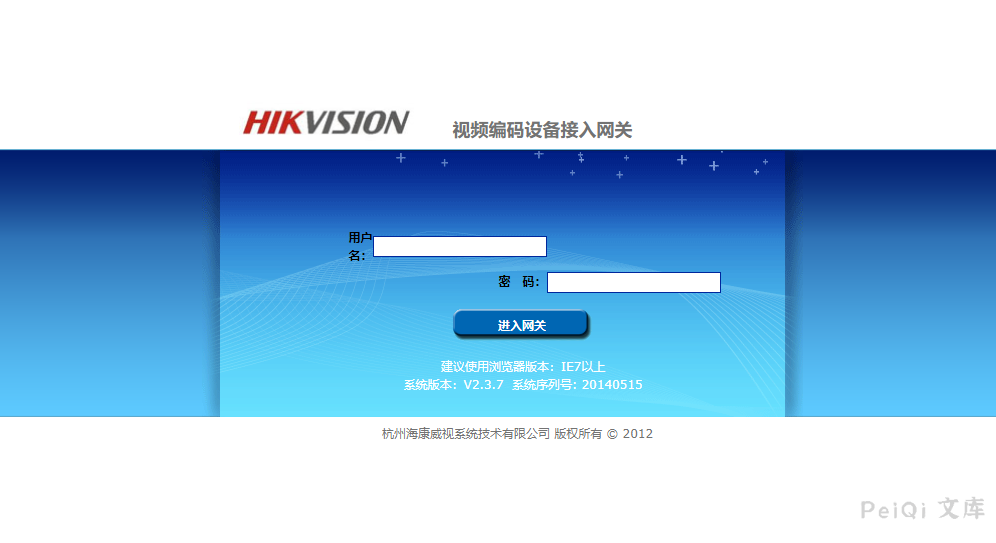 HIKVISION 视频编码设备接入网关
用户
名：
密 码：
进入网关
建议使用浏览器版本：IE7以上
系统版本：V2.3.7 系统序列号：20140515
杭州海康威视系统技术有限公司 版权所有 © 2012
PeiQi 文库